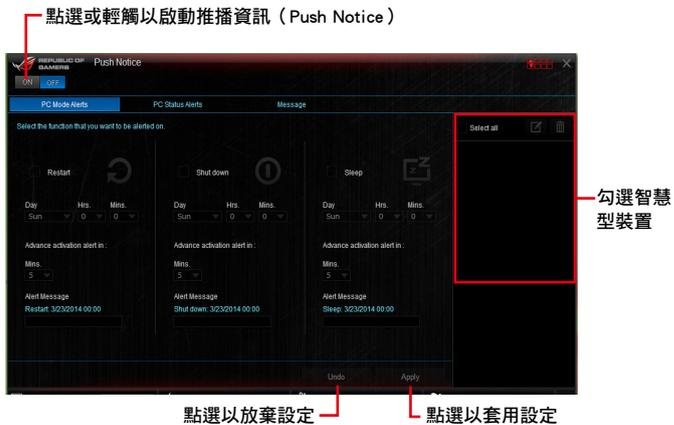 點選或輕觸以啟動推播資訊（Push Notice）
REPUBLIC OF GAMERS Push Notice
ON OFF
PC Mode Alerts PC Status Alerts Message
Select the function that you want to be alerted on.
Select all
Restart Shut down Sleep
Day Hrs. Mins. Day Hrs. Mins. Day Hrs. Mins.
Sun 0 0 Sun 0 0 Sun 0 0
Advance activation alert in : Advance activation alert in : Advance activation alert in :
Mins. Mins. Mins.
5 5 5
Alert Message Alert Message Alert Message
Restart: 3/23/2014 00:00 Shut down: 3/23/2014 00:00 Sleep: 3/23/2014 00:00
Undo Apply
勾選智慧
型裝置
點選以放棄設定 點選以套用設定